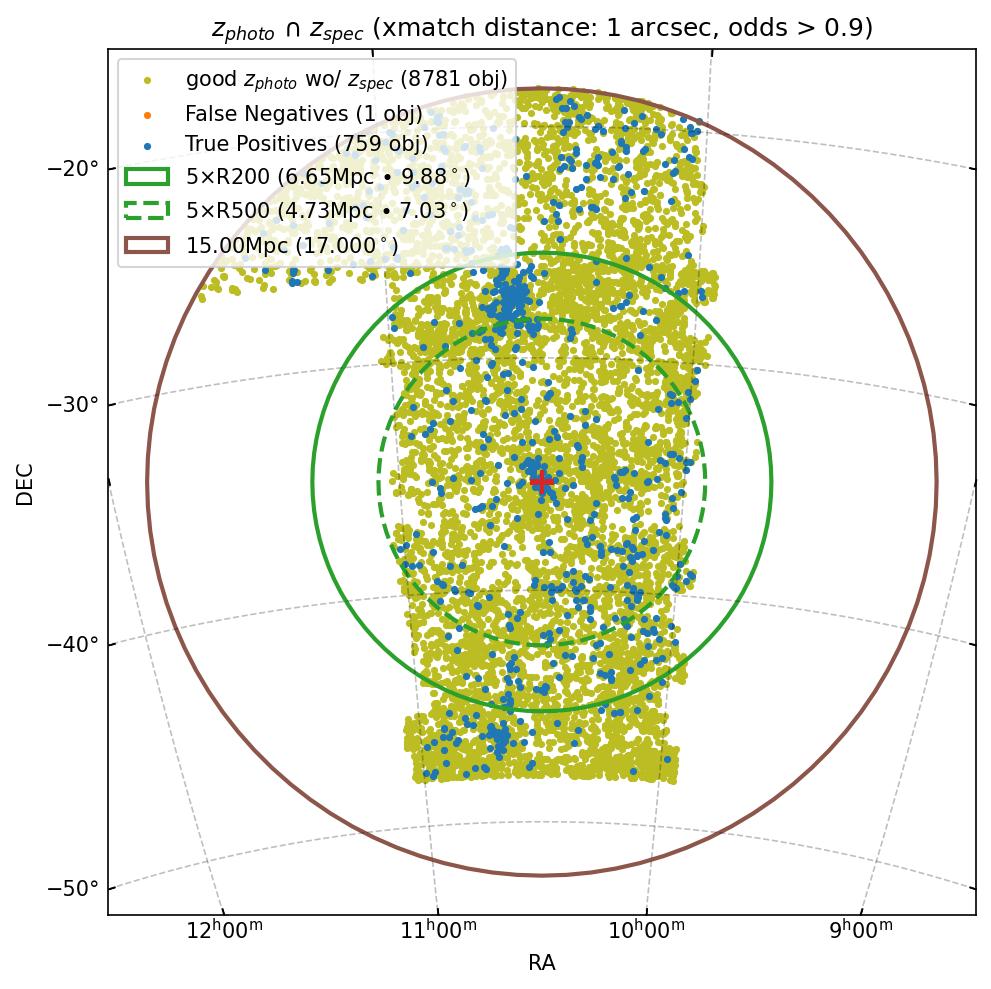 z_photo ∩ z_spec (xmatch distance: 1 arcsec, odds > 0.9)
good z_photo wo/ z_spec (8781 obj)
False Negatives (1 obj)
True Positives (759 obj)
5×R200 (6.65Mpc • 9.88°)
5×R500 (4.73Mpc • 7.03°)
15.00Mpc (17.000°)
−20°
−30°
−40°
−50°
DEC
12h00m 11h00m 10h00m 9h00m
RA